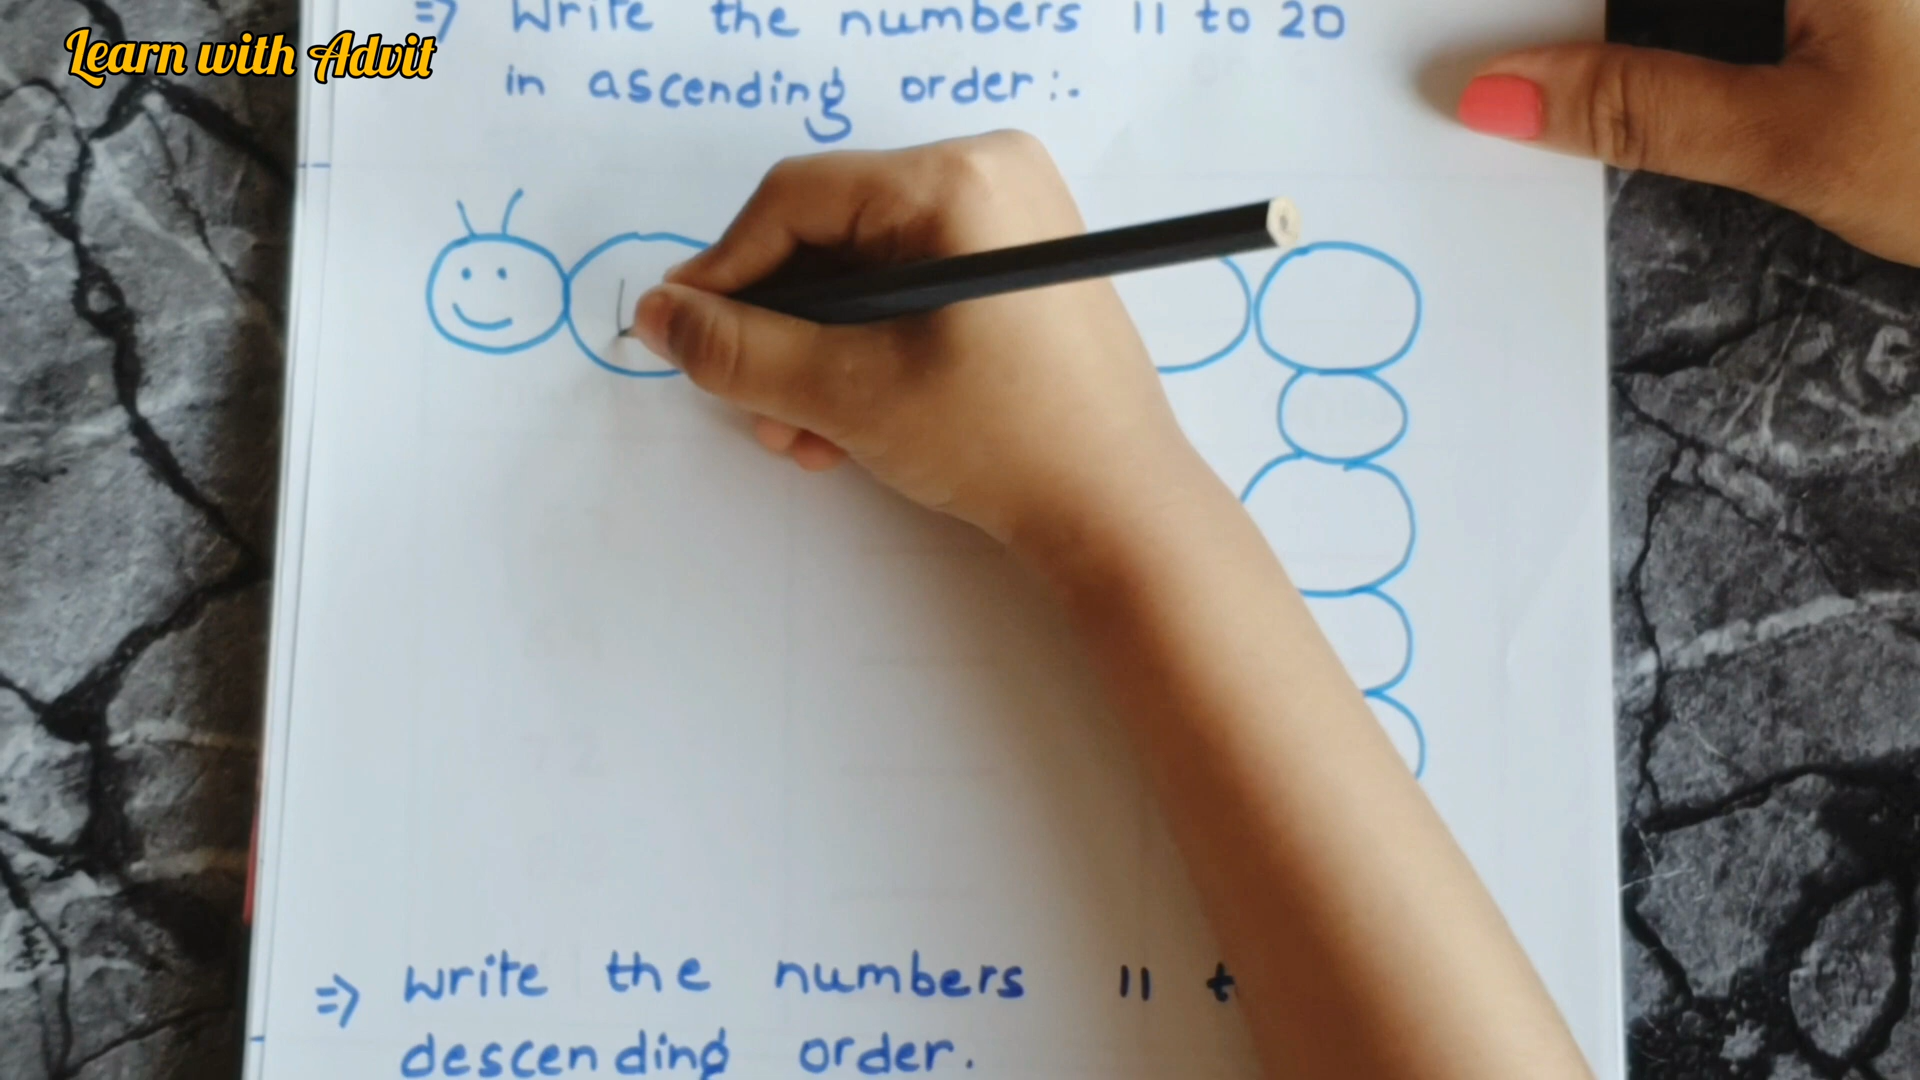 Learn with Advit
=> Write the numbers 11 to 20
in ascending order:.
=> write the numbers 11 t
descending order.